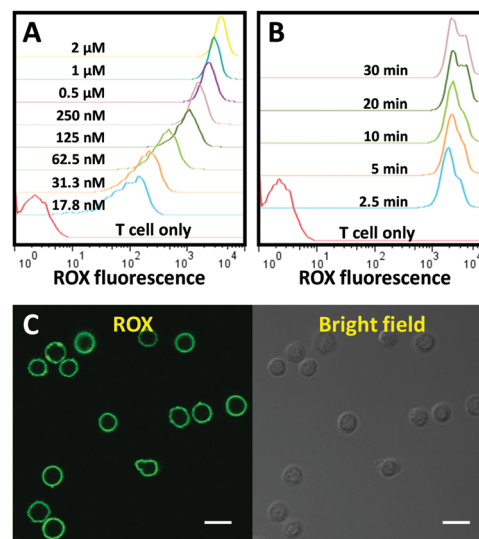 A
2 μM
1 μM
0.5 μM
250 nM
125 nM
62.5 nM
31.3 nM
17.8 nM
T cell only
10⁰ 10¹ 10² 10³ 10⁴
ROX fluorescence
B
30 min
20 min
10 min
5 min
2.5 min
T cell only
10⁰ 10¹ 10² 10³ 10⁴
ROX fluorescence
C ROX Bright field